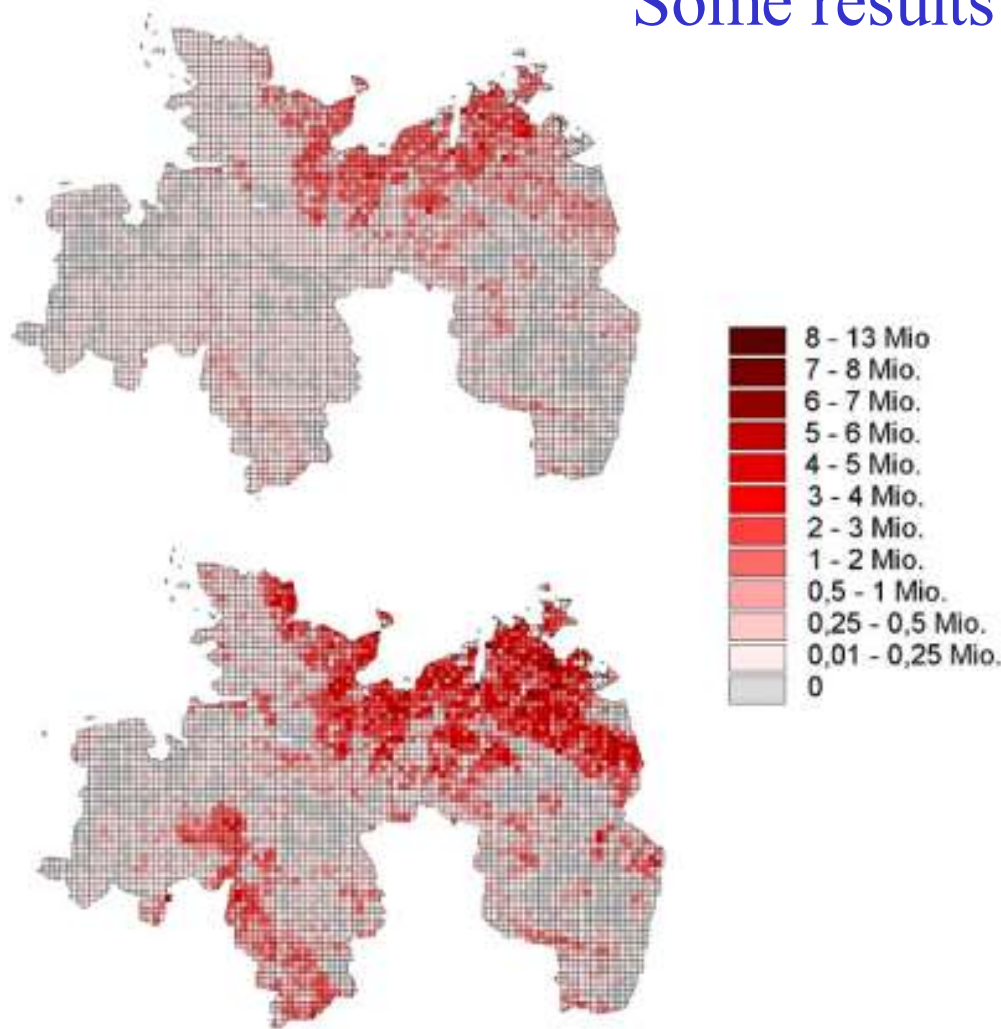 Some results
8 - 13 Mio
7 - 8 Mio.
6 - 7 Mio.
5 - 6 Mio.
4 - 5 Mio.
3 - 4 Mio.
2 - 3 Mio.
1 - 2 Mio.
0,5 - 1 Mio.
0,25 - 0,5 Mio.
0,01 - 0,25 Mio.
0